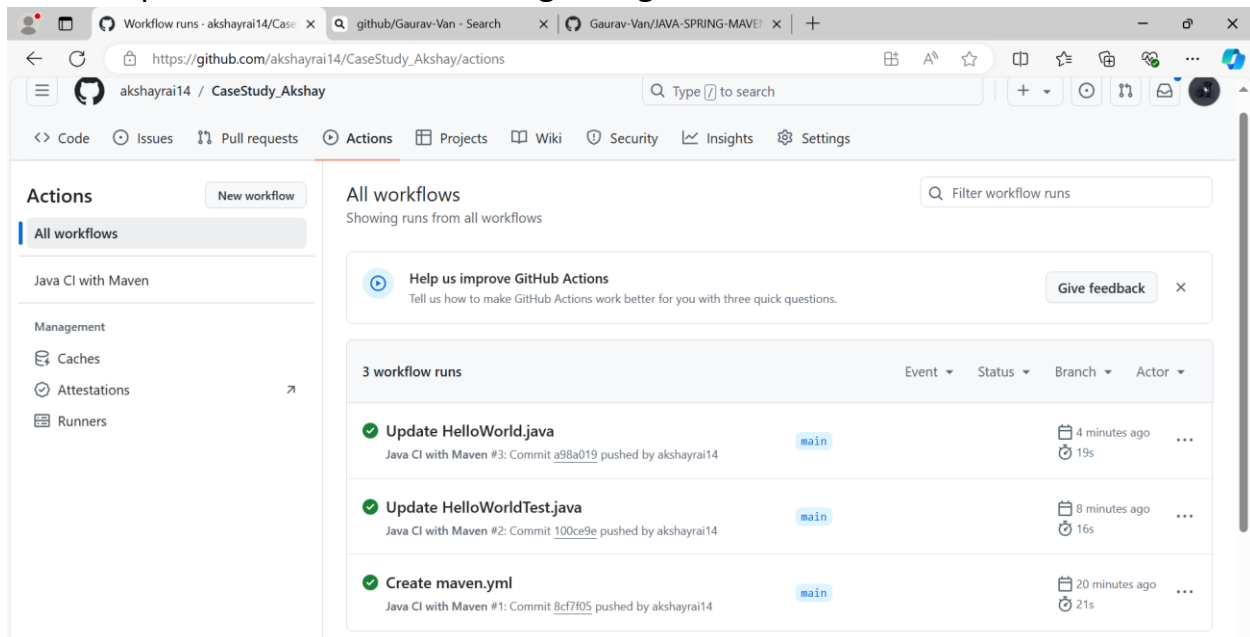 Workflow runs · akshayrai14/Case
github/Gaurav-Van - Search
Gaurav-Van/JAVA-SPRING-MAVEN
https://github.com/akshayrai14/CaseStudy_Akshay/actions
akshayrai14 / CaseStudy_Akshay
Type / to search
Code Issues Pull requests Actions Projects Wiki Security Insights Settings
Actions
New workflow
All workflows
Java CI with Maven
Management
Caches
Attestations
Runners
All workflows
Showing runs from all workflows
Filter workflow runs
Help us improve GitHub Actions
Tell us how to make GitHub Actions work better for you with three quick questions.
Give feedback
3 workflow runs
Event Status Branch Actor
Update HelloWorld.java
Java CI with Maven #3: Commit a98a019 pushed by akshayrai14
main
4 minutes ago
19s
Update HelloWorldTest.java
Java CI with Maven #2: Commit 100ce9e pushed by akshayrai14
main
8 minutes ago
16s
Create maven.yml
Java CI with Maven #1: Commit 8cf7f05 pushed by akshayrai14
main
20 minutes ago
21s